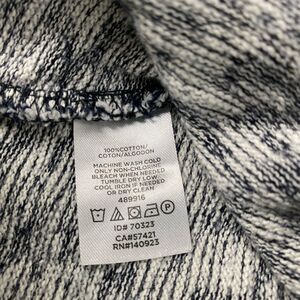 100%COTTON/
COTON/ALGODON
MACHINE WASH COLD
ONLY NON-CHLORINE
BLEACH WHEN NEEDED
TUMBLE DRY LOW
COOL IRON IF NEEDED
OR DRY CLEAN
489916
P
ID# 70323
CA#57421
RN#140923